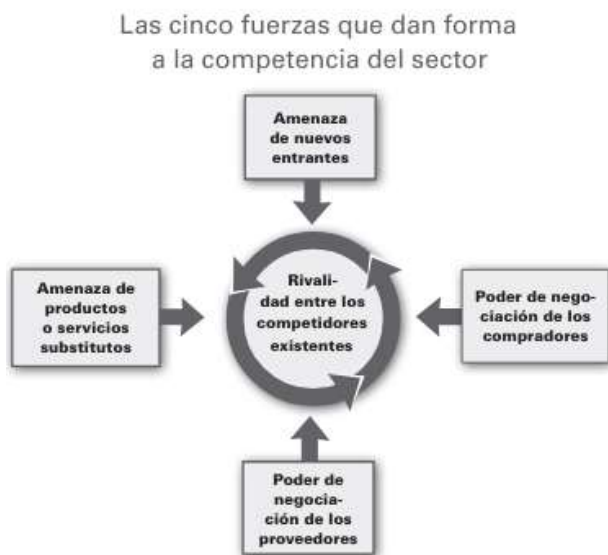 Las cinco fuerzas que dan forma
a la competencia del sector
Amenaza
de nuevos
entrantes
Amenaza de
productos
o servicios
substitutos
Rivali-
dad entre los
competidores
existentes
Poder de nego-
ciación de los
compradores
Poder de
negocia-
ción de los
proveedores